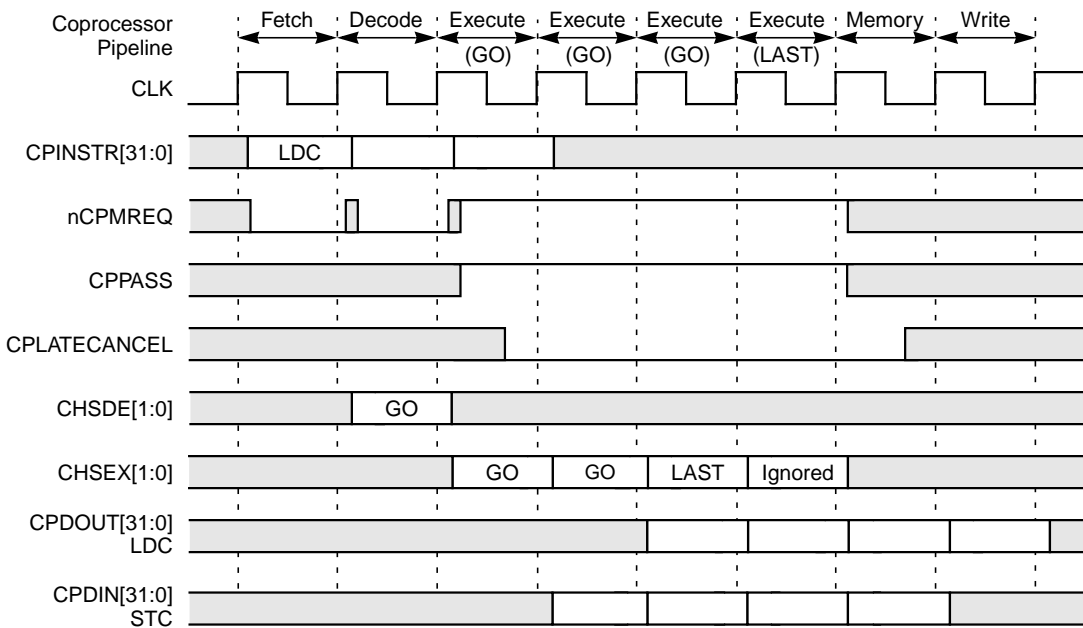 Coprocessor
Pipeline
Fetch Decode Execute Execute Execute Execute Memory Write
(GO) (GO) (GO) (LAST)
CLK
CPINSTR[31:0] LDC
nCPMREQ
CPPASS
CPLATECANCEL
CHSDE[1:0] GO
CHSEX[1:0] GO GO LAST Ignored
CPDOUT[31:0]
LDC
CPDIN[31:0]
STC